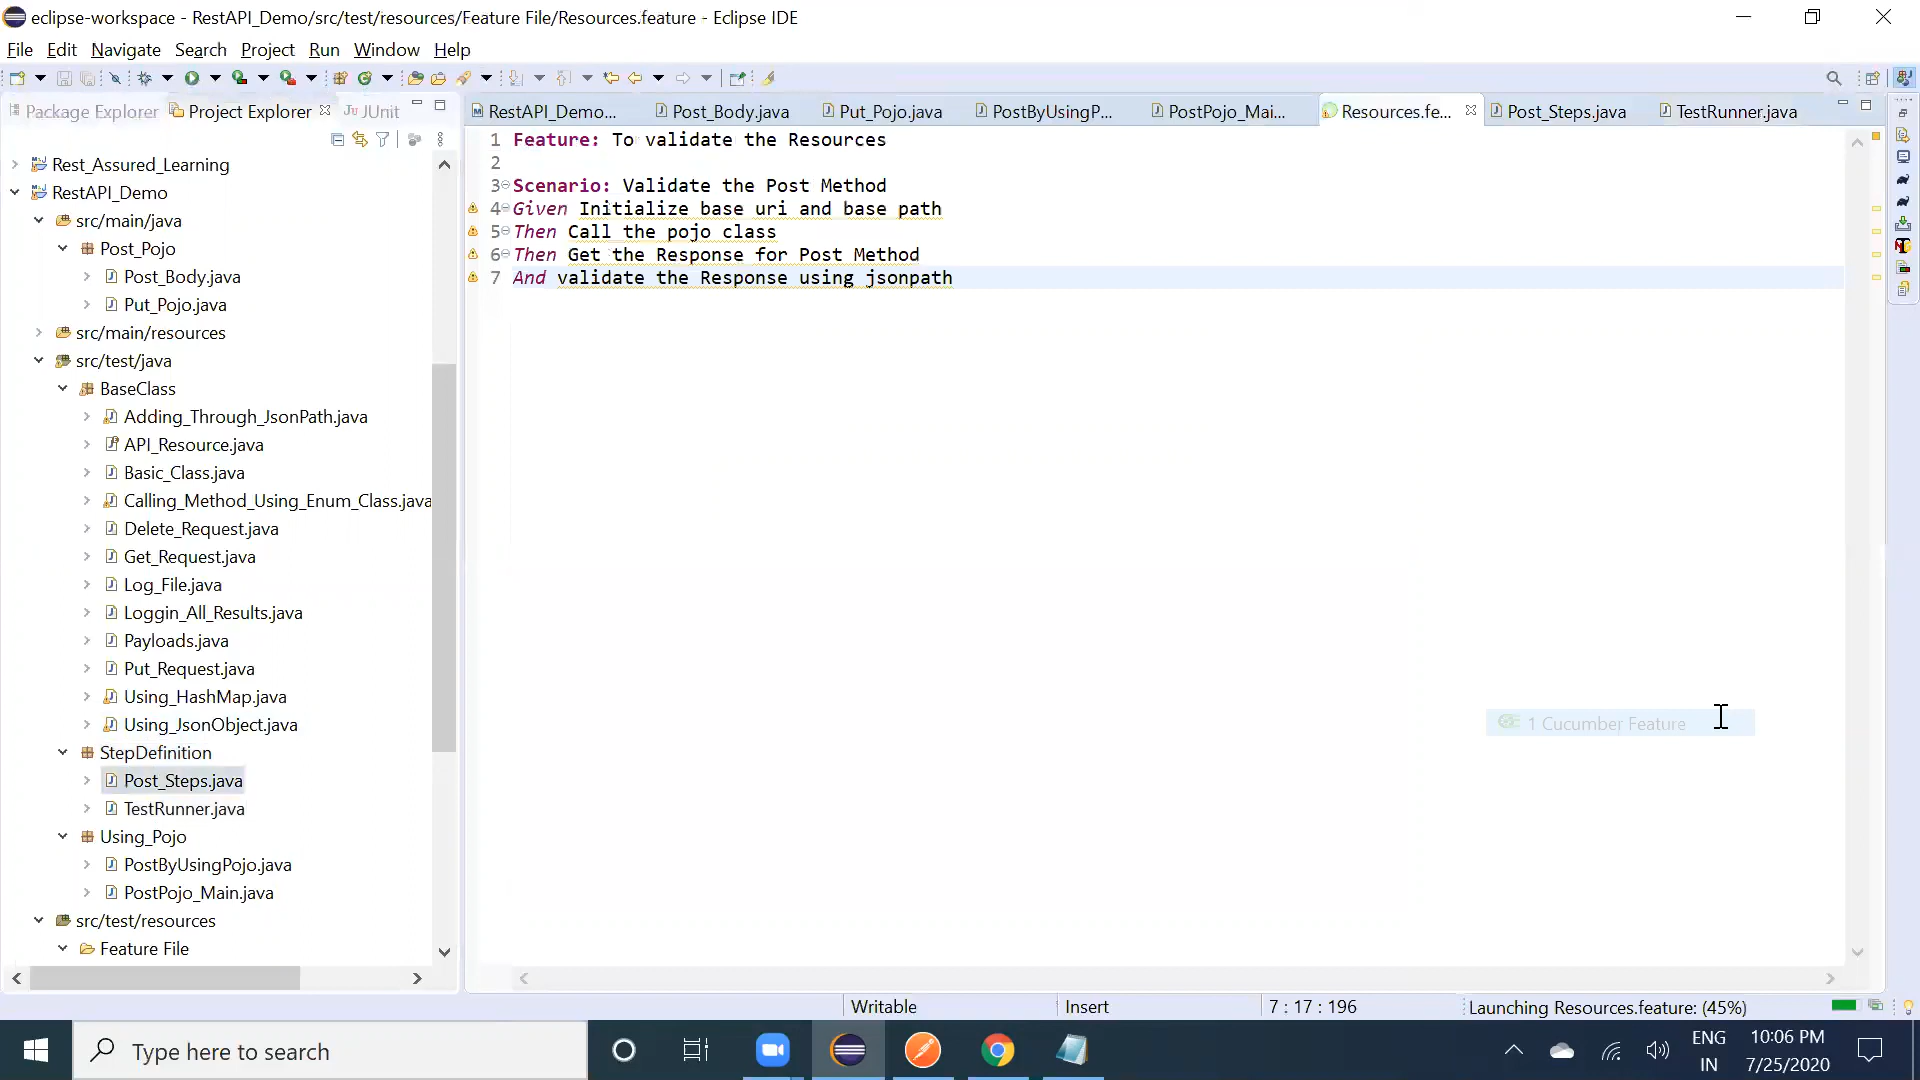 eclipse-workspace - RestAPI_Demo/src/test/resources/Feature File/Resources.feature - Eclipse IDE
File Edit Navigate Search Project Run Window Help
Package Explorer Project Explorer JUnit
RestAPI_Demo... Post_Body.java Put_Pojo.java PostByUsingP... PostPojo_Mai... Resources.fe... Post_Steps.java TestRunner.java
Rest_Assured_Learning
RestAPI_Demo
src/main/java
Post_Pojo
Post_Body.java
Put_Pojo.java
src/main/resources
src/test/java
BaseClass
Adding_Through_JsonPath.java
API_Resource.java
Basic_Class.java
Calling_Method_Using_Enum_Class.java
Delete_Request.java
Get_Request.java
Log_File.java
Loggin_All_Results.java
Payloads.java
Put_Request.java
Using_HashMap.java
Using_JsonObject.java
StepDefinition
Post_Steps.java
TestRunner.java
Using_Pojo
PostByUsingPojo.java
PostPojo_Main.java
src/test/resources
Feature File
1 Feature: To validate the Resources
2
3 Scenario: Validate the Post Method
4 Given Initialize base uri and base path
5 Then Call the pojo class
6 Then Get the Response for Post Method
7 And validate the Response using jsonpath
1 Cucumber Feature
Writable Insert 7 : 17 : 196 Launching Resources.feature: (45%)
Type here to search
ENG
IN
10:06 PM
7/25/2020